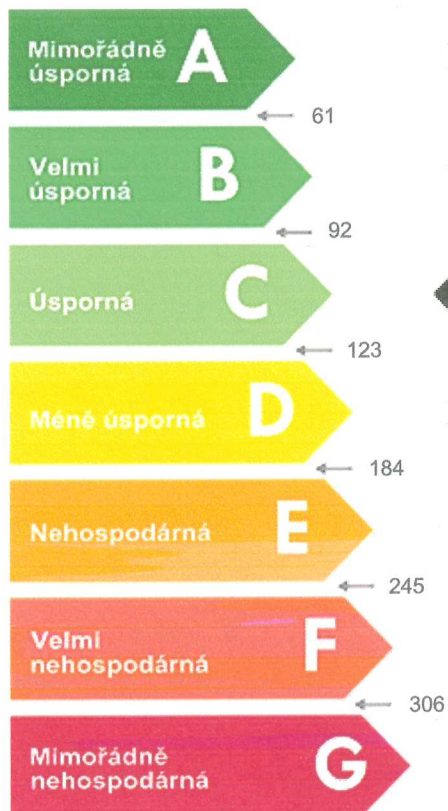 Mimořádně
úsporná
A
61
Velmi
úsporná
B
92
Úsporná
C
123
Méně úsporná
D
184
Nehospodárná
E
245
Velmi
nehospodárná
F
306
Mimořádně
nehospodárná
G